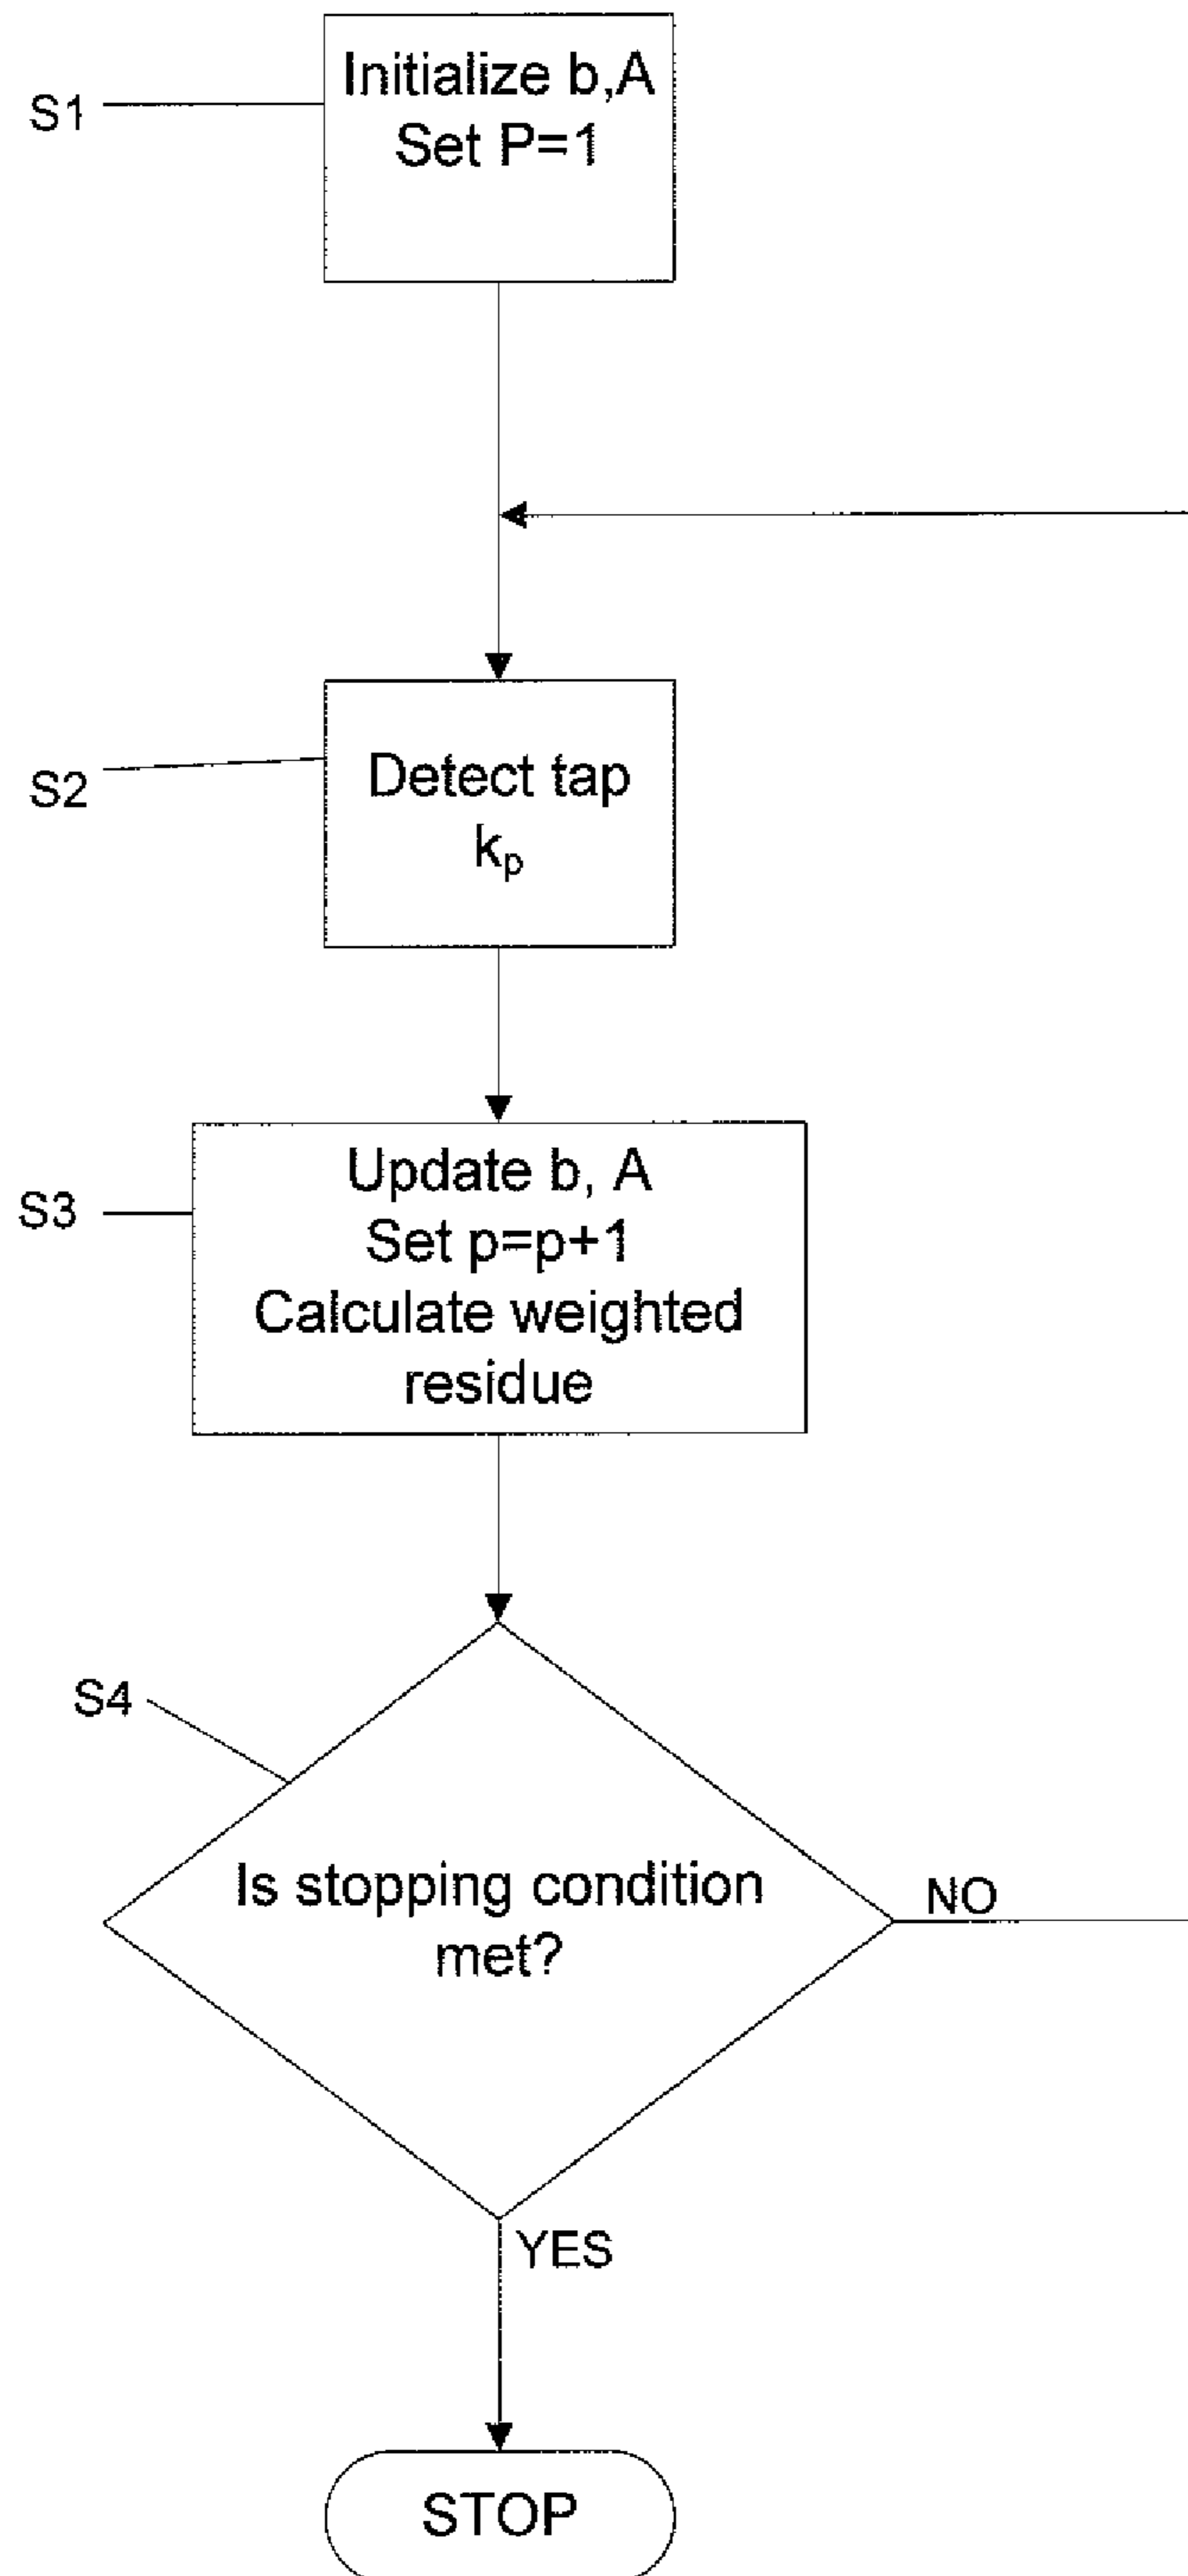 S1
Initialize b,A
Set P=1
S2
Detect tap
kₚ
S3
Update b, A
Set p=p+1
Calculate weighted
residue
S4
Is stopping condition
met?
NO
YES
STOP